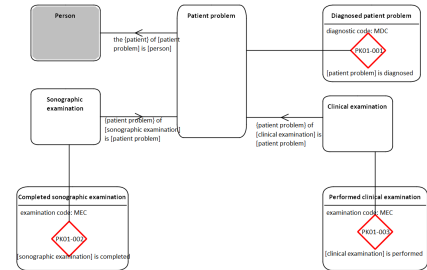 Person
Patient problem
Diagnosed patient problem
diagnostic code: MDC
PK01-001
[patient problem] is diagnosed
the {patient} of [patient
problem] is [person]
Sonographic
examination
{patient problem} of
[sonographic examination]
is [patient problem]
Clinical examination
{patient problem} of
[clinical examination] is
[patient problem]
Completed sonographic examination
examination code: MEC
PK01-002
[sonographic examination] is completed
Performed clinical examination
examination code: MEC
PK01-003
[clinical examination] is performed